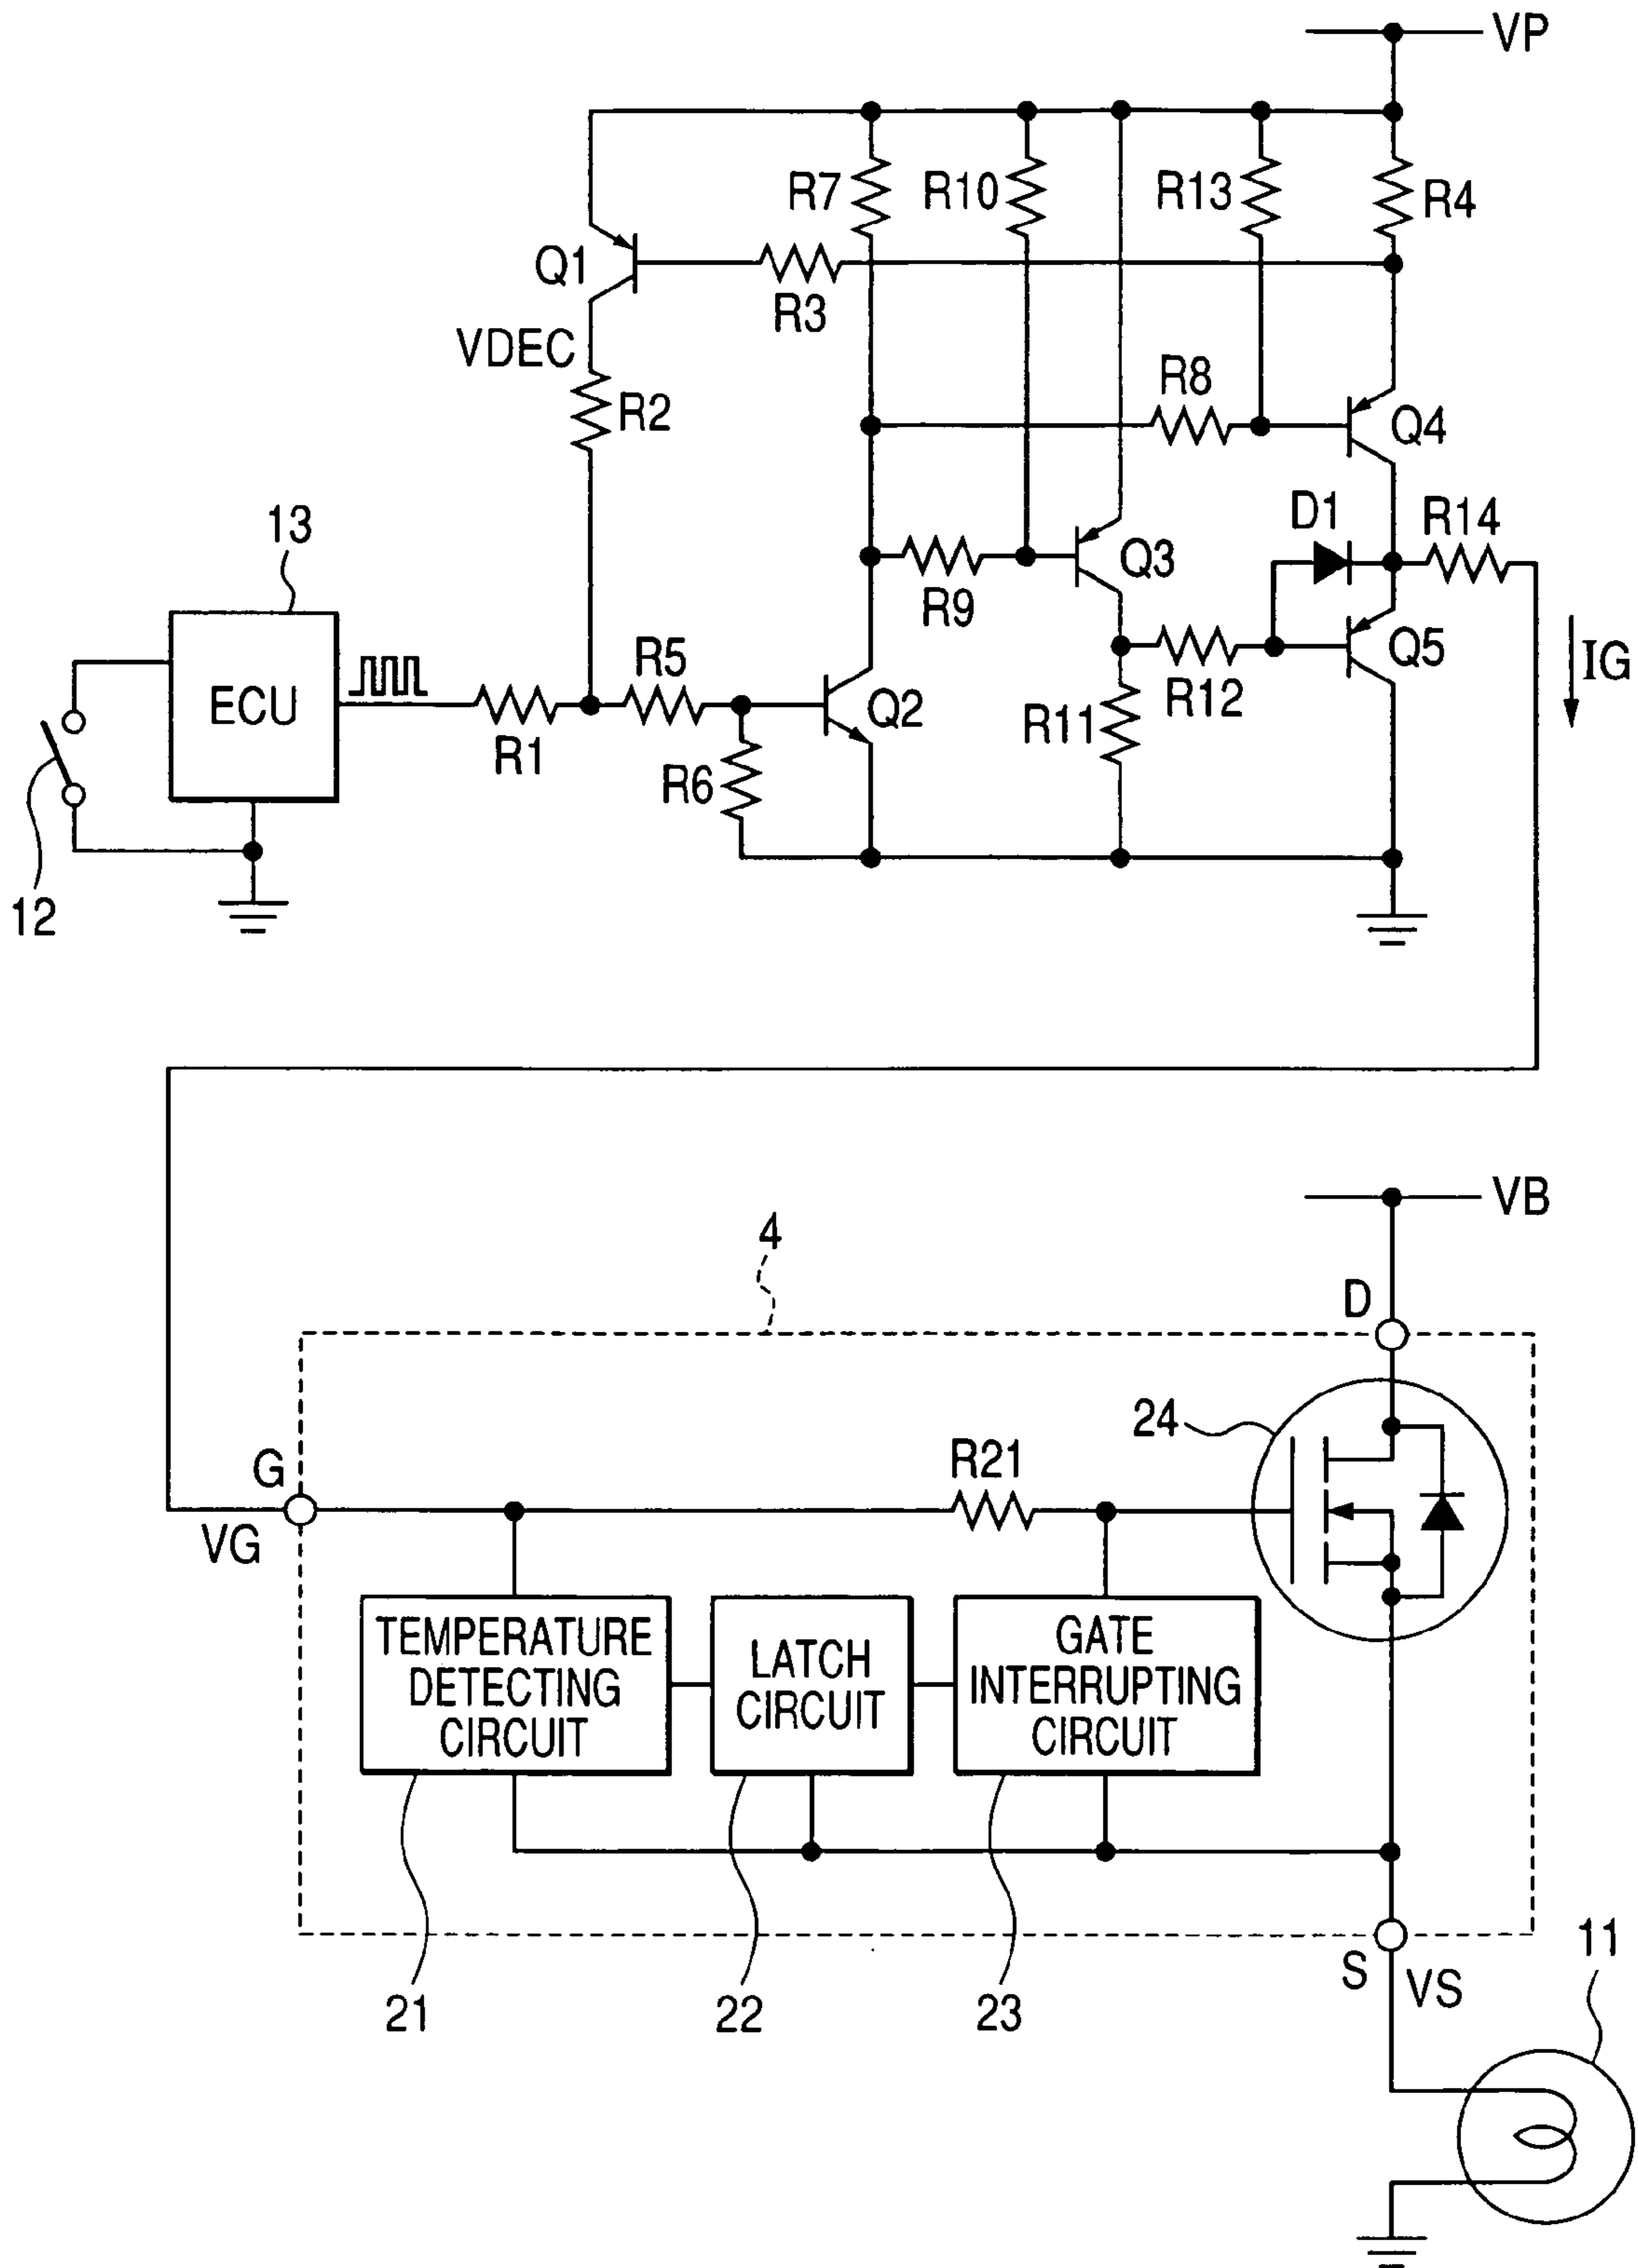 VP
R7
R10
R13
R4
Q1
R3
VDEC
R2
R8
Q4
13
D1
R14
Q3
R9
ECU
R5
Q2
R12
Q5
IG
R1
R6
R11
12
VB
4
D
24
G
R21
VG
TEMPERATURE
DETECTING
CIRCUIT
LATCH
CIRCUIT
GATE
INTERRUPTING
CIRCUIT
21
22
23
S
VS
11